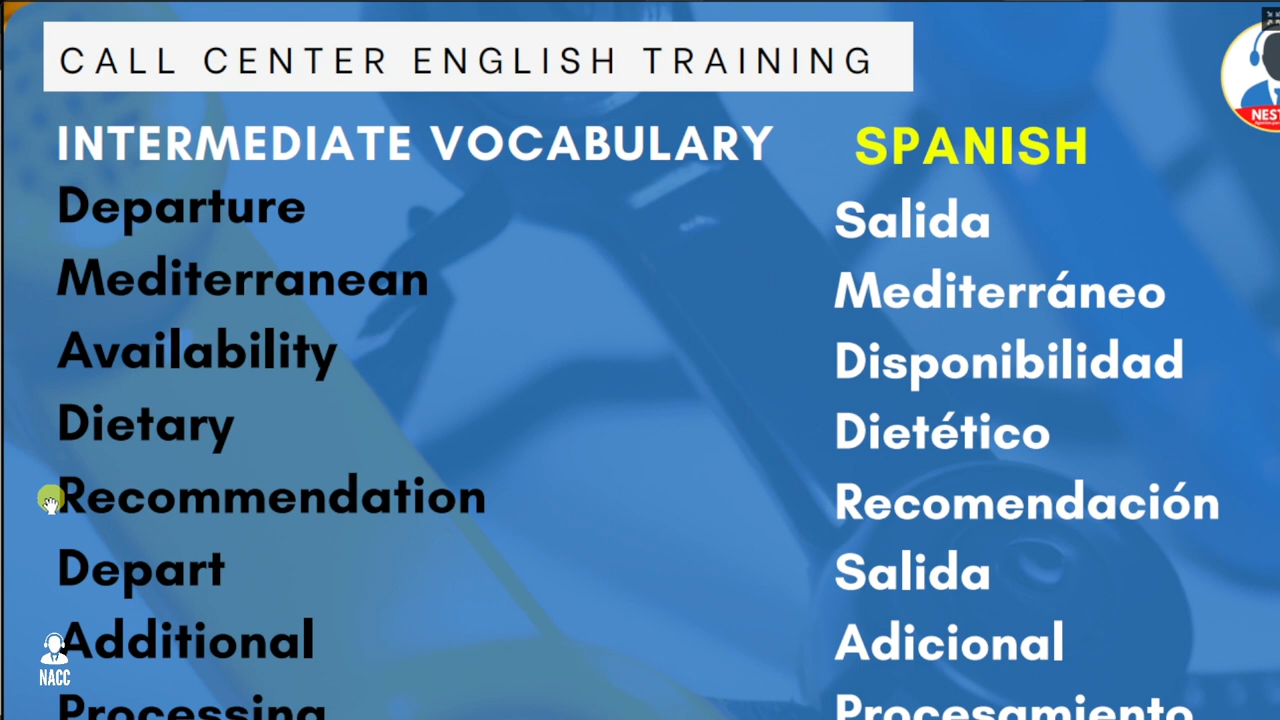 CALL CENTER ENGLISH TRAINING
INTERMEDIATE VOCABULARY SPANISH
Departure Salida
Mediterranean Mediterráneo
Availability Disponibilidad
Dietary Dietético
Recommendation Recomendación
Depart Salida
Additional Adicional
Processing Procesamiento
NACC